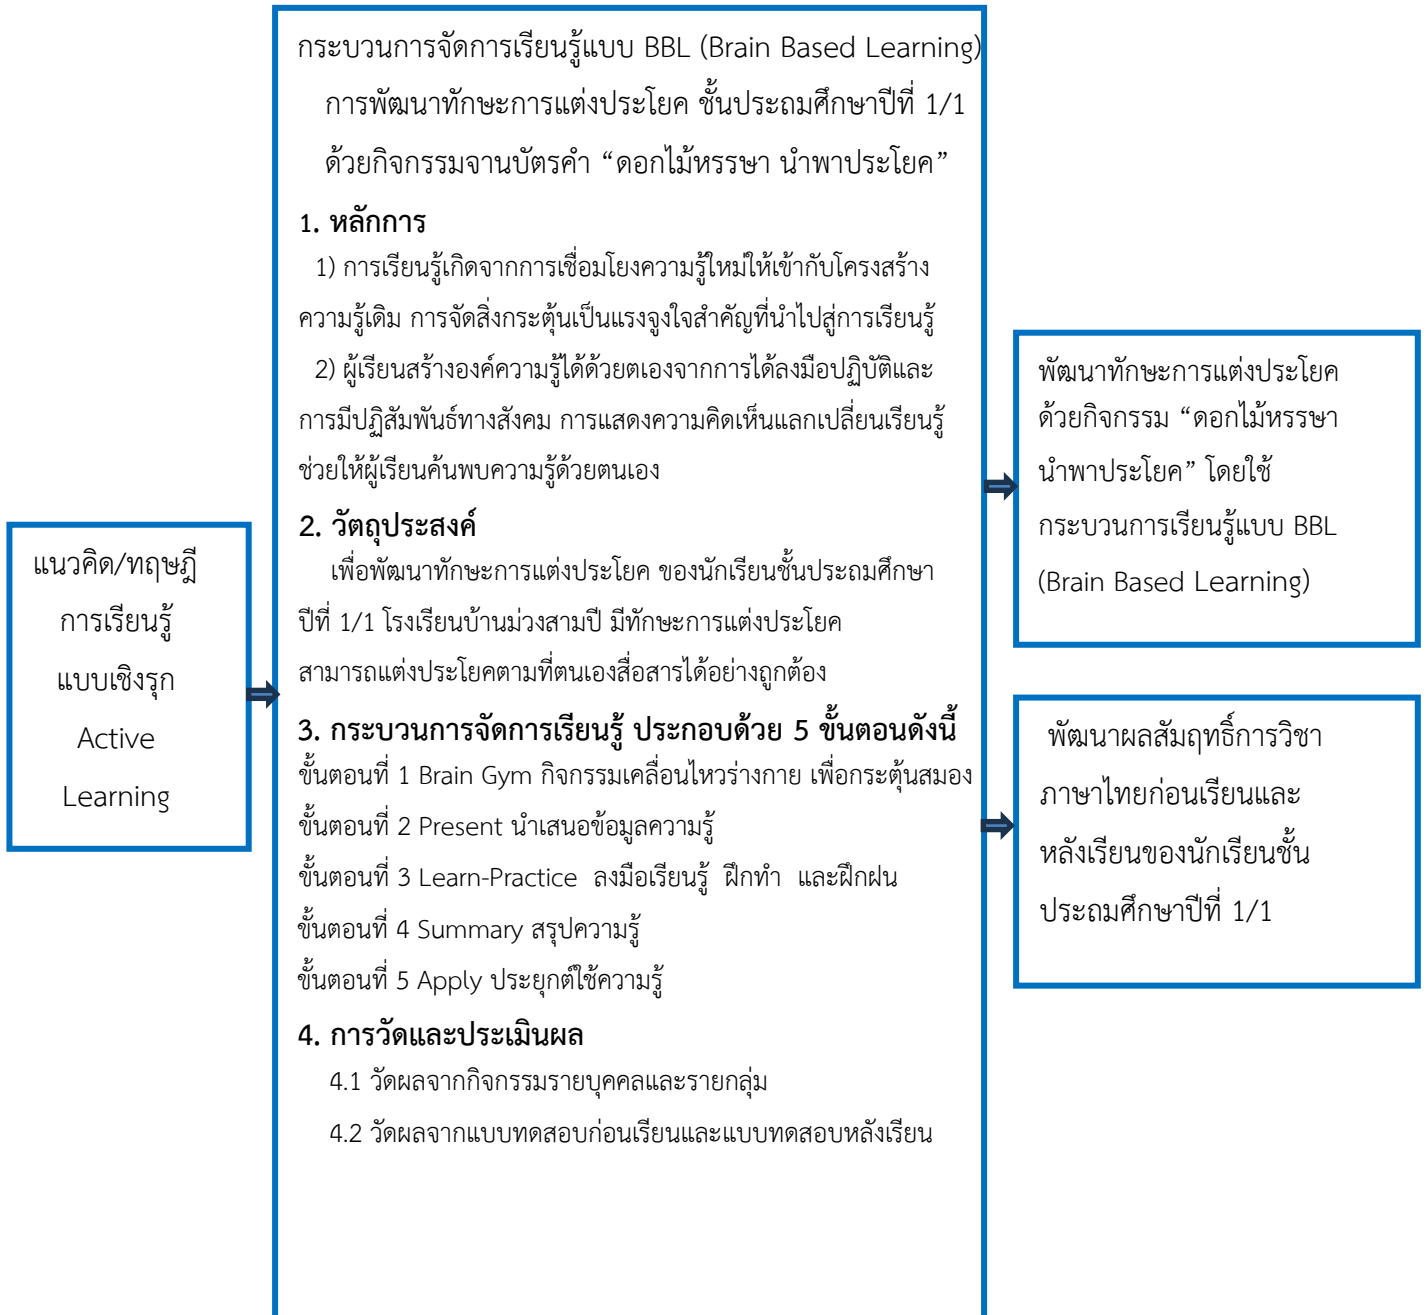 แนวคิด/ทฤษฎี
การเรียนรู้
แบบเชิงรุก
Active
Learning
กระบวนการจัดการเรียนรู้แบบ BBL (Brain Based Learning)
การพัฒนาทักษะการแต่งประโยค ชั้นประถมศึกษาปีที่ 1/1
ด้วยกิจกรรมจานบัตรคำ “ดอกไม้หรรษา นำพาประโยค”
1. หลักการ
1) การเรียนรู้เกิดจากการเชื่อมโยงความรู้ใหม่ให้เข้ากับโครงสร้าง
ความรู้เดิม การจัดสิ่งกระตุ้นเป็นแรงจูงใจสำคัญที่นำไปสู่การเรียนรู้
2) ผู้เรียนสร้างองค์ความรู้ได้ด้วยตเองจากการได้ลงมือปฏิบัติและ
การมีปฏิสัมพันธ์ทางสังคม การแสดงความคิดเห็นแลกเปลี่ยนเรียนรู้
ช่วยให้ผู้เรียนค้นพบความรู้ด้วยตนเอง
2. วัตถุประสงค์
เพื่อพัฒนาทักษะการแต่งประโยค ของนักเรียนชั้นประถมศึกษา
ปีที่ 1/1 โรงเรียนบ้านม่วงสามปี มีทักษะการแต่งประโยค
สามารถแต่งประโยคตามที่ตนเองสื่อสารได้อย่างถูกต้อง
3. กระบวนการจัดการเรียนรู้ ประกอบด้วย 5 ขั้นตอนดังนี้
ขั้นตอนที่ 1 Brain Gym กิจกรรมเคลื่อนไหวร่างกาย เพื่อกระตุ้นสมอง
ขั้นตอนที่ 2 Present นำเสนอข้อมูลความรู้
ขั้นตอนที่ 3 Learn-Practice ลงมือเรียนรู้ ฝึกทำ และฝึกฝน
ขั้นตอนที่ 4 Summary สรุปความรู้
ขั้นตอนที่ 5 Apply ประยุกต์ใช้ความรู้
4. การวัดและประเมินผล
4.1 วัดผลจากกิจกรรมรายบุคคลและรายกลุ่ม
4.2 วัดผลจากแบบทดสอบก่อนเรียนและแบบทดสอบหลังเรียน
พัฒนาทักษะการแต่งประโยค
ด้วยกิจกรรม “ดอกไม้หรรษา
นำพาประโยค” โดยใช้
กระบวนการเรียนรู้แบบ BBL
(Brain Based Learning)
พัฒนาผลสัมฤทธิ์การวิชา
ภาษาไทยก่อนเรียนและ
หลังเรียนของนักเรียนชั้น
ประถมศึกษาปีที่ 1/1